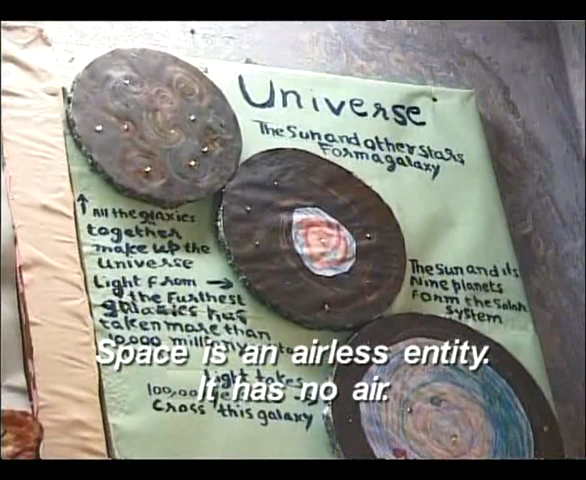 Universe
The Sun and other Stars
Form a galaxy
All the galaxies
together
make up the
Universe
Light From
the Furthest
galaxies has
taken more than
The Sun and its
Nine planets
Form the Solar
System
Space is an airless entity.
It has no air.
Light takes
Cross this galaxy